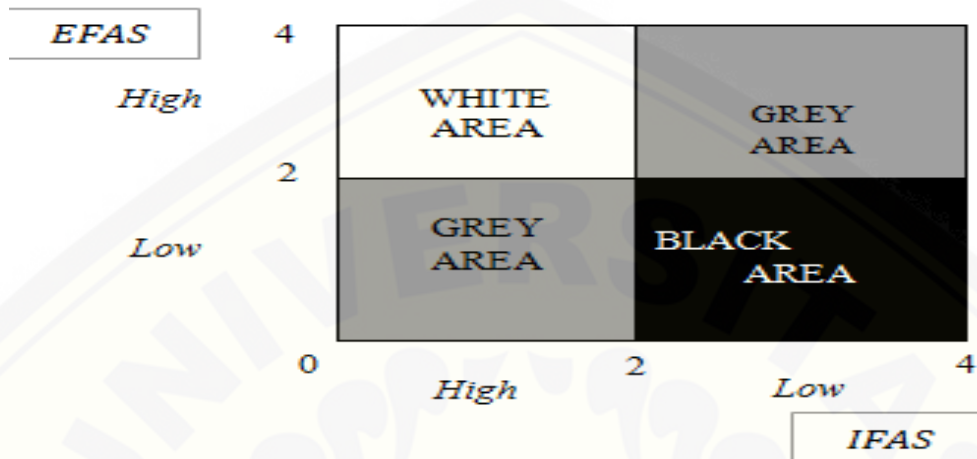 EFAS
4
High
WHITE
AREA
GREY
AREA
2
Low
GREY
AREA
BLACK
AREA
0
2
4
High
Low
IFAS
UNIVERSITA